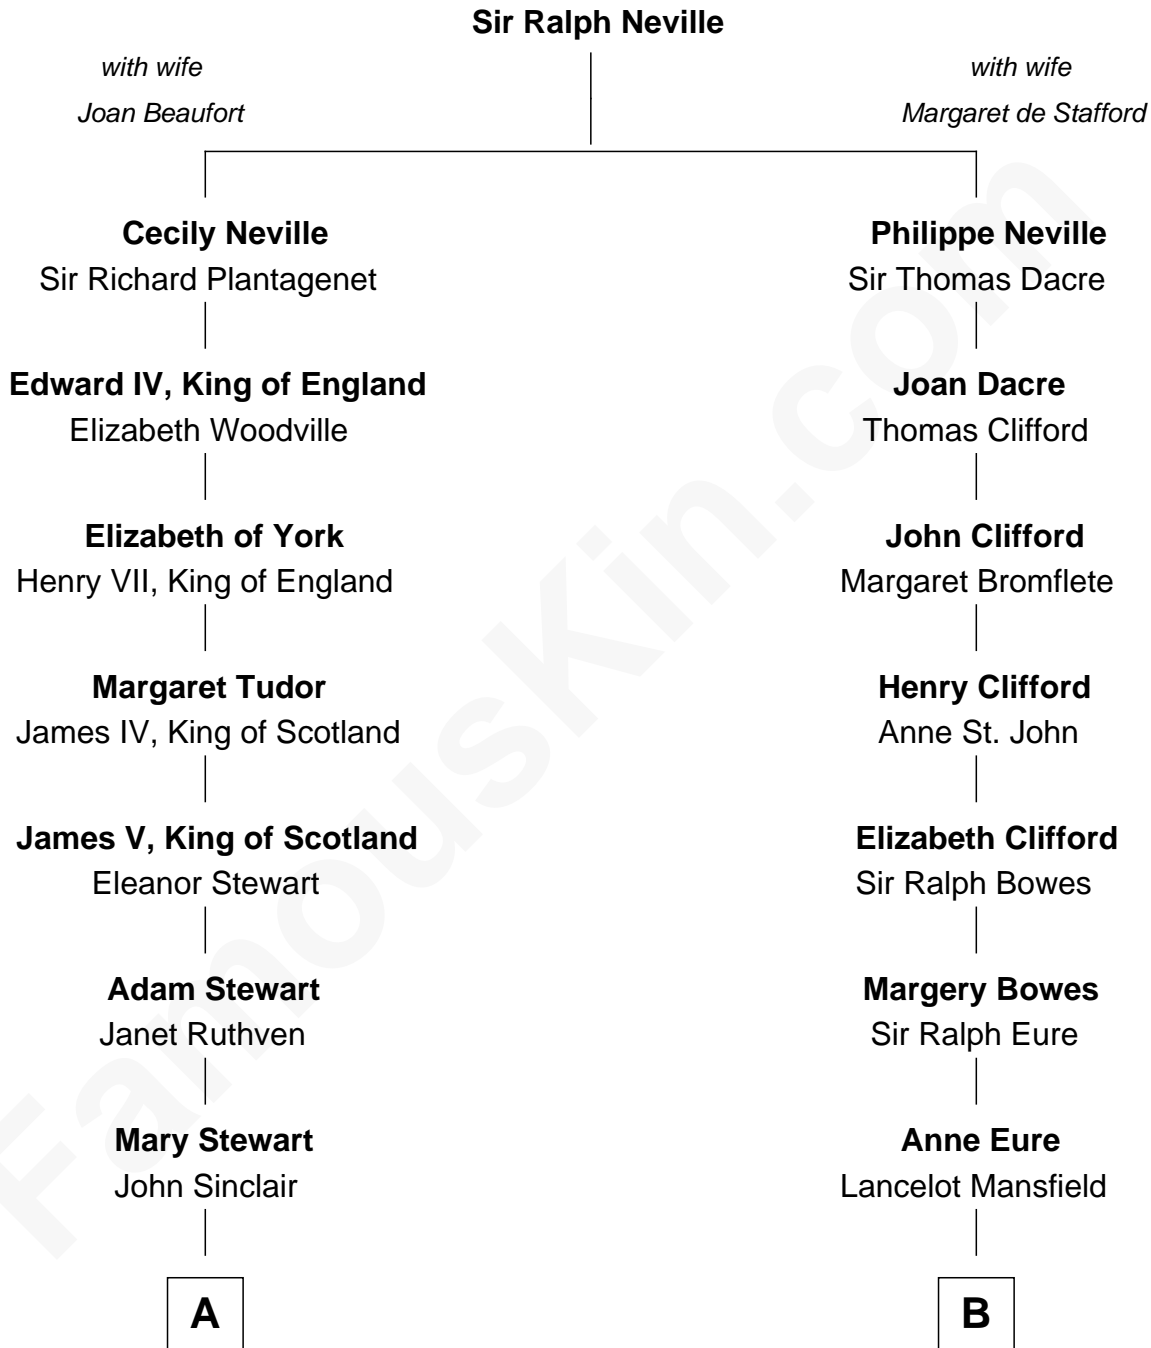 Sir Ralph Neville
with wife
Joan Beaufort
with wife
Margaret de Stafford
Cecily Neville
Sir Richard Plantagenet
Philippe Neville
Sir Thomas Dacre
Edward IV, King of England
Elizabeth Woodville
Joan Dacre
Thomas Clifford
Elizabeth of York
Henry VII, King of England
John Clifford
Margaret Bromflete
Margaret Tudor
James IV, King of Scotland
Henry Clifford
Anne St. John
James V, King of Scotland
Eleanor Stewart
Elizabeth Clifford
Sir Ralph Bowes
Adam Stewart
Janet Ruthven
Margery Bowes
Sir Ralph Eure
Mary Stewart
John Sinclair
Anne Eure
Lancelot Mansfield
A
B
FamousKin.com